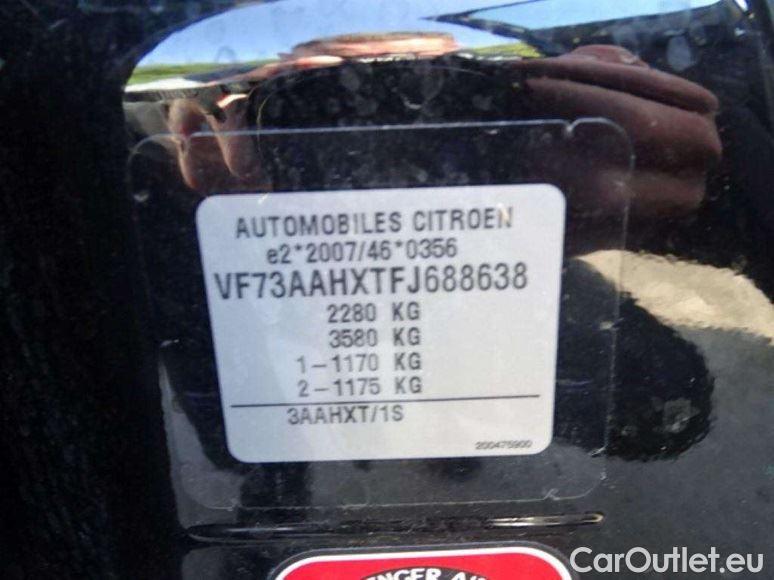 AUTOMOBILES CITROEN
e2*2007/46*0356
VF73AAHXTFJ688638
2280 KG
3580 KG
1-1170 KG
2-1175 KG
3AAHXT/1S
200475900
CarOutlet.eu